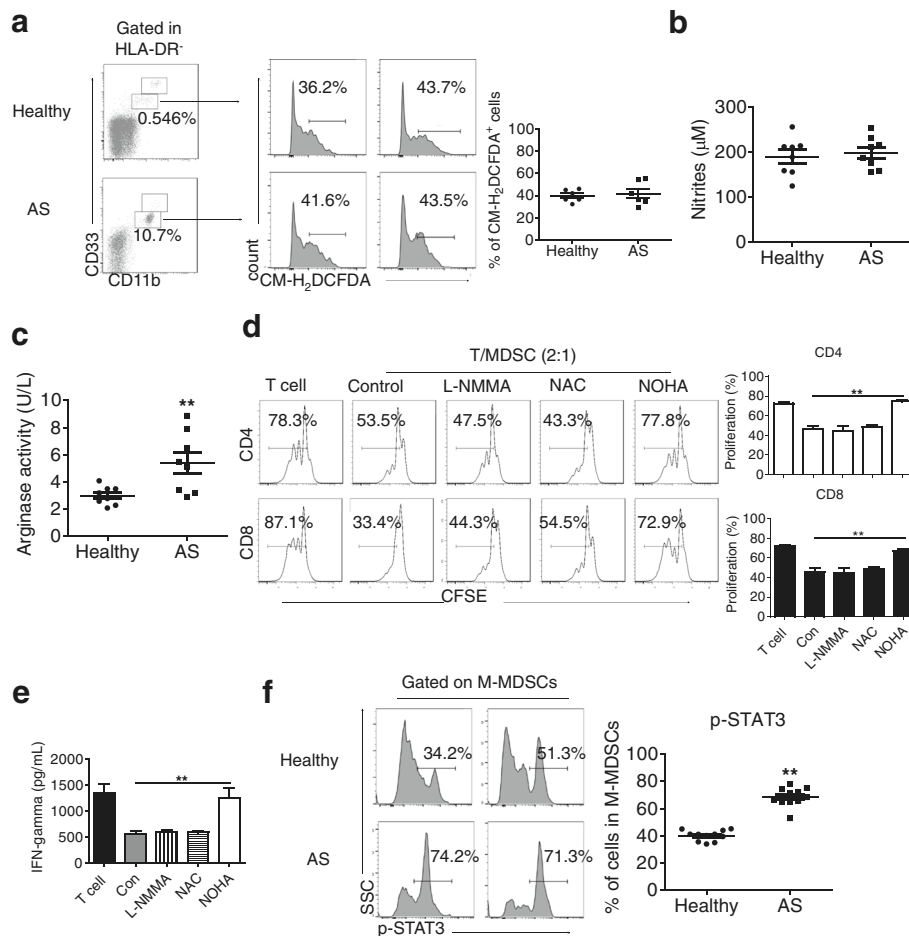 a
Gated in
HLA-DR-
Healthy
0.546%
36.2%
43.7%
AS
10.7%
41.6%
43.5%
CD33
CD11b
count
CM-H₂DCFDA
% of CM-H₂DCFDA⁺ cells
100
80
60
40
20
0
Healthy AS
b
Nitrites (μM)
300
200
100
0
Healthy AS
c
Arginase activity (U/L)
10
8
6
4
2
0
**
Healthy AS
d
T/MDSC (2:1)
T cell Control L-NMMA NAC NOHA
CD4
78.3% 53.5% 47.5% 43.3% 77.8%
CD8
87.1% 33.4% 44.3% 54.5% 72.9%
CFSE
CD4
Proliferation (%)
100
80
60
40
20
0
**
CD8
Proliferation (%)
100
80
60
40
20
0
**
T cell Con L-NMMA NAC NOHA
e
IFN-gamma (pg/mL)
2000
1500
1000
500
0
**
T cell Con L-NMMA NAC NOHA
f
Gated on M-MDSCs
Healthy
34.2% 51.3%
AS
74.2% 71.3%
SSC
p-STAT3
p-STAT3
% of cells in M-MDSCs
100
80
60
40
20
0
**
Healthy AS